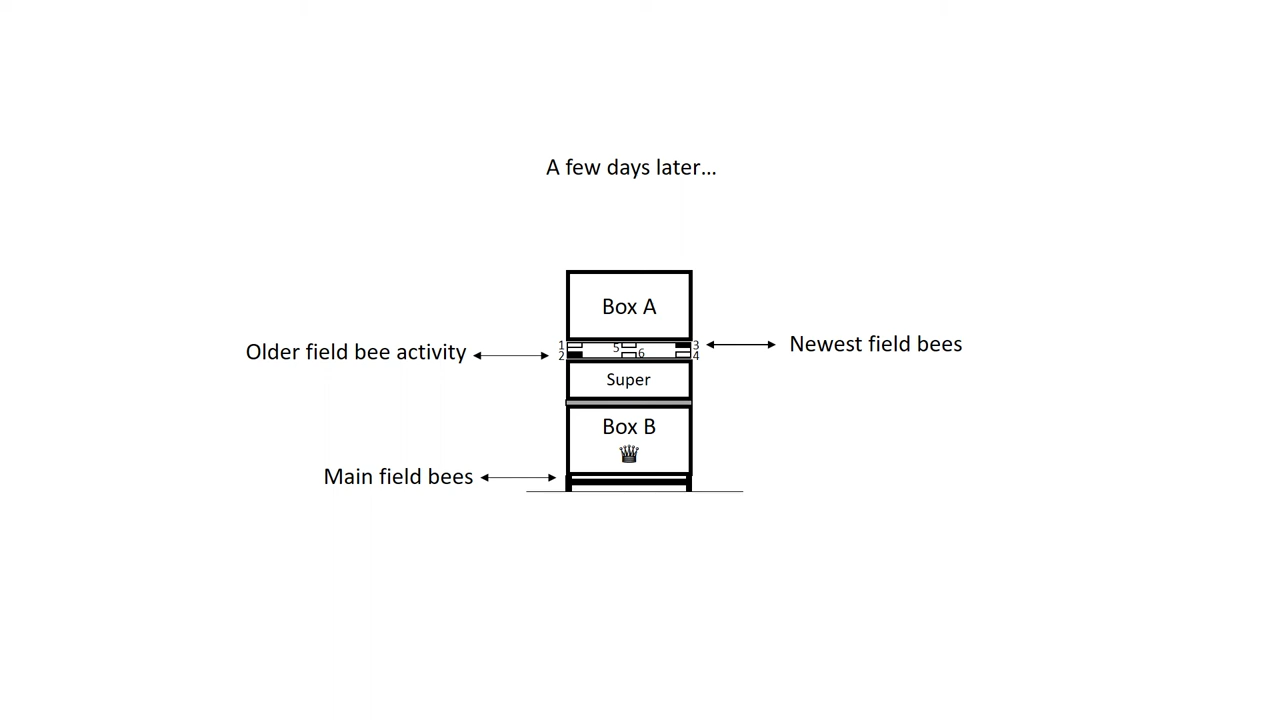 A few days later...
Box A
1 5 3
Older field bee activity
Newest field bees
2 6 4
Super
Box B
Main field bees